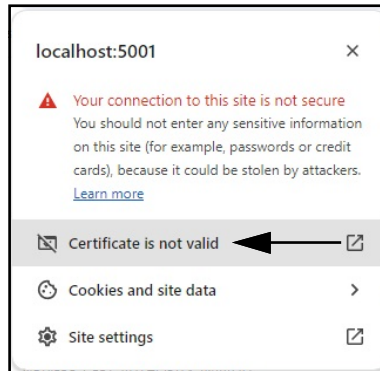 localhost:5001
Your connection to this site is not secure
You should not enter any sensitive information
on this site (for example, passwords or credit
cards), because it could be stolen by attackers.
Learn more
Certificate is not valid
Cookies and site data
Site settings